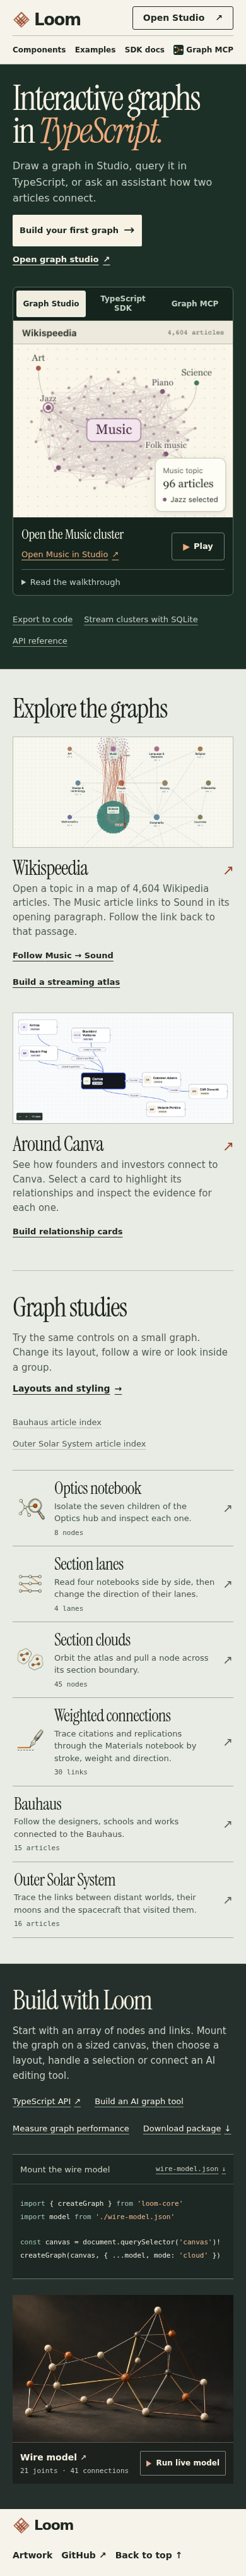 Loom
Open Studio ↗
Components Examples SDK docs Graph MCP
Interactive graphs
in TypeScript.
Draw a graph in Studio, query it in
TypeScript, or ask an assistant how two
articles connect.
Build your first graph →
Open graph studio ↗
Graph Studio
TypeScript
SDK
Graph MCP
Wikispeedia 4,604 articles
Art
Science
Piano
Jazz
Music
Folk music
Music topic
96 articles
Jazz selected
Open the Music cluster
Open Music in Studio ↗
▶ Play
▶ Read the walkthrough
Export to code Stream clusters with SQLite
API reference
Explore the graphs
Wikispeedia ↗
Open a topic in a map of 4,604 Wikipedia
articles. The Music article links to Sound in its
opening paragraph. Follow the link back to
that passage.
Follow Music → Sound
Build a streaming atlas
Around Canva ↗
See how founders and investors connect to
Canva. Select a card to highlight its
relationships and inspect the evidence for
each one.
Build relationship cards
Graph studies
Try the same controls on a small graph.
Change its layout, follow a wire or look inside
a group.
Layouts and styling →
Bauhaus article index
Outer Solar System article index
Optics notebook
Isolate the seven children of the
Optics hub and inspect each one.
8 nodes
↗
Section lanes
Read four notebooks side by side, then
change the direction of their lanes.
4 lanes
↗
Section clouds
Orbit the atlas and pull a node across
its section boundary.
45 nodes
↗
Weighted connections
Trace citations and replications
through the Materials notebook by
stroke, weight and direction.
30 links
↗
Bauhaus
Follow the designers, schools and works
connected to the Bauhaus.
15 articles
↗
Outer Solar System
Trace the links between distant worlds, their
moons and the spacecraft that visited them.
16 articles
↗
Build with Loom
Start with an array of nodes and links. Mount
the graph on a sized canvas, then choose a
layout, handle a selection or connect an AI
editing tool.
TypeScript API ↗ Build an AI graph tool
Measure graph performance Download package ↓
Mount the wire model wire-model.json ↓
import { createGraph } from 'loom-core'
import model from './wire-model.json'
const canvas = document.querySelector('canvas')!
createGraph(canvas, { ...model, mode: 'cloud' })
Wire model ↗
21 joints · 41 connections
▶ Run live model
Loom
Artwork GitHub ↗ Back to top ↑